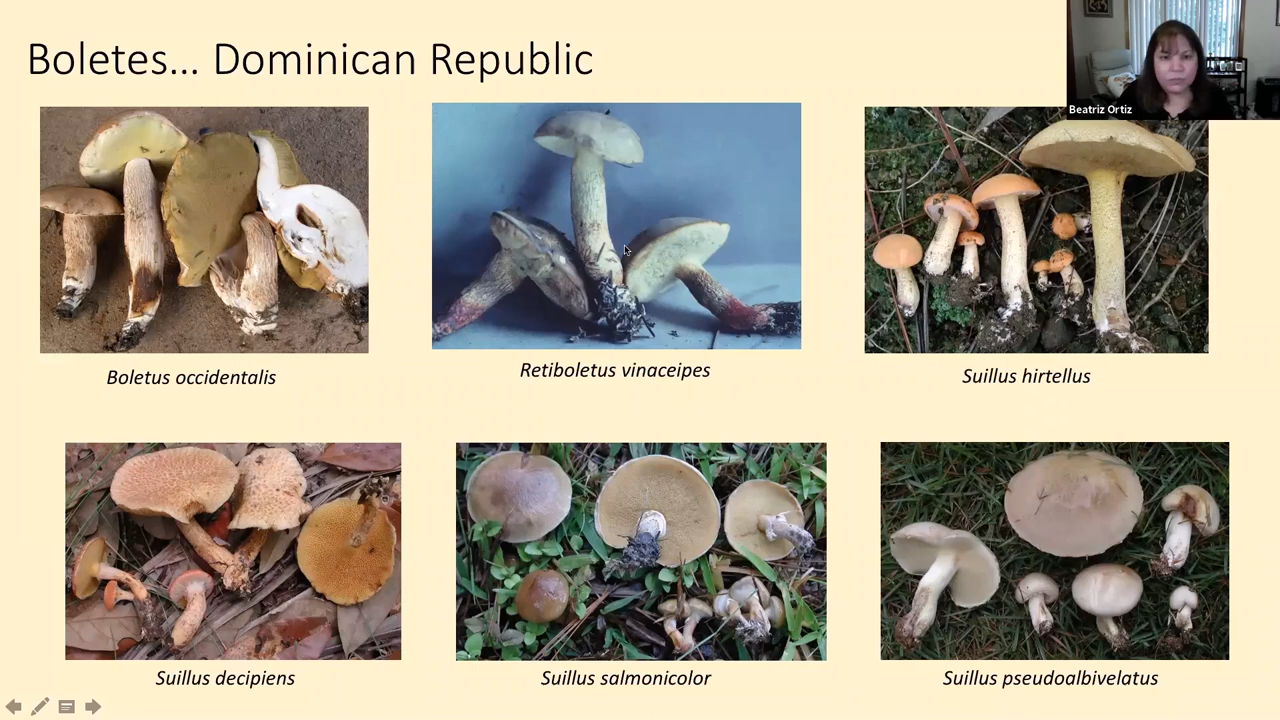 Boletes... Dominican Republic
Beatriz Ortiz
Boletus occidentalis
Retiboletus vinaceipes
Suillus hirtellus
Suillus decipiens
Suillus salmonicolor
Suillus pseudoalbivelatus